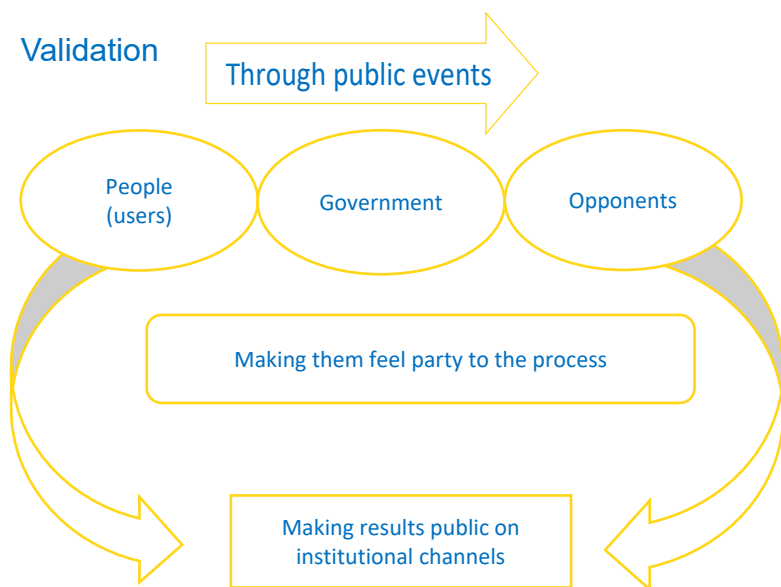 Validation
Through public events
People
(users)
Government
Opponents
Making them feel party to the process
Making results public on
institutional channels